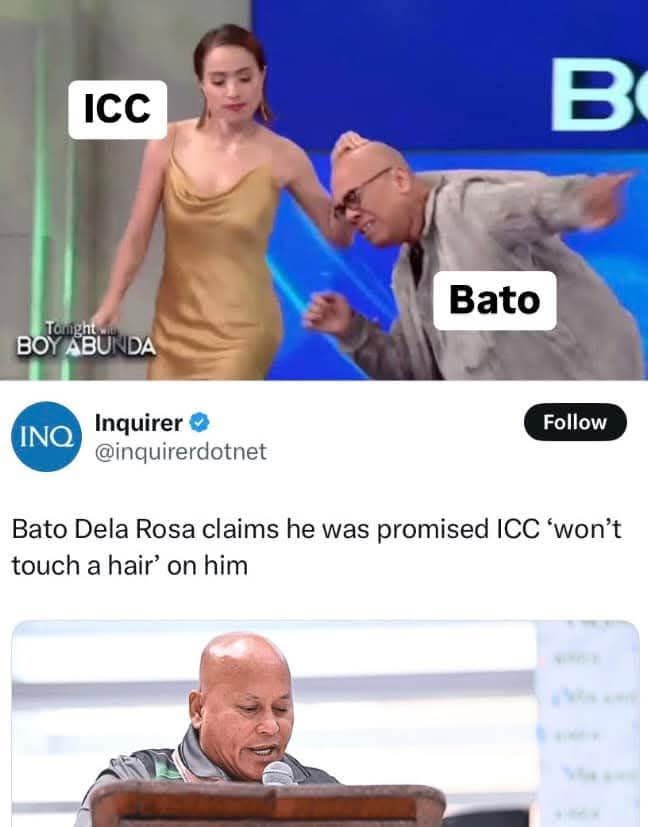 ICC
BO
Bato
Tonight with
BOY ABUNDA
INQ
Inquirer
@inquirerdotnet
Follow
Bato Dela Rosa claims he was promised ICC ‘won’t
touch a hair’ on him